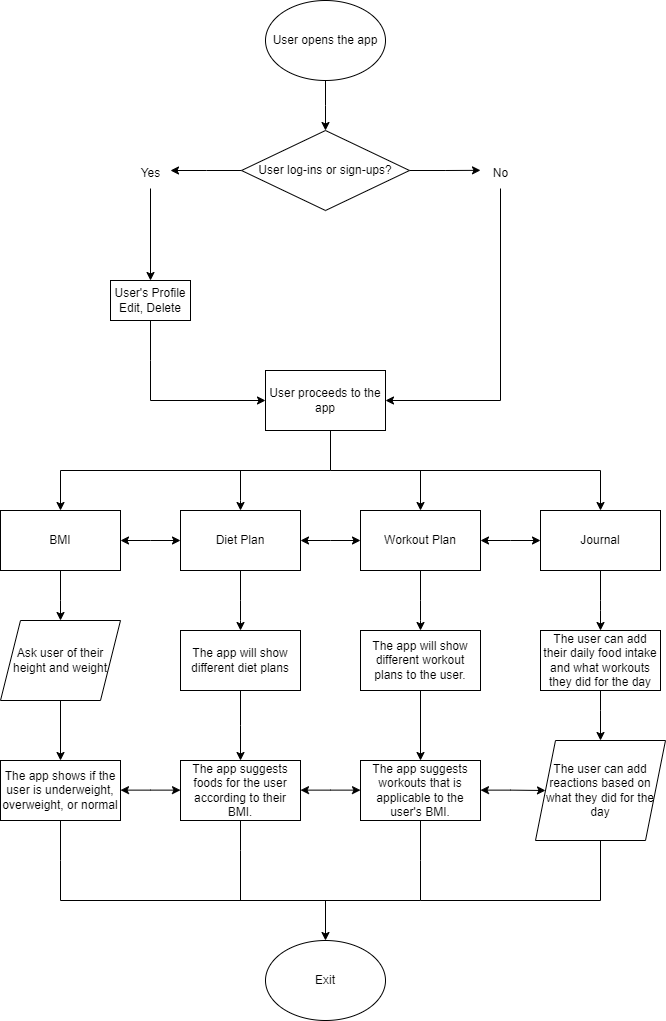 User opens the app
User log-ins or sign-ups?
Yes
No
User's Profile
Edit, Delete
User proceeds to the
app
BMI
Diet Plan
Workout Plan
Journal
Ask user of their
height and weight
The app will show
different diet plans
The app will show
different workout
plans to the user.
The user can add
their daily food intake
and what workouts
they did for the day
The app shows if the
user is underweight,
overweight, or normal
The app suggests
foods for the user
according to their
BMI.
The app suggests
workouts that is
applicable to the
user's BMI.
The user can add
reactions based on
what they did for the
day
Exit